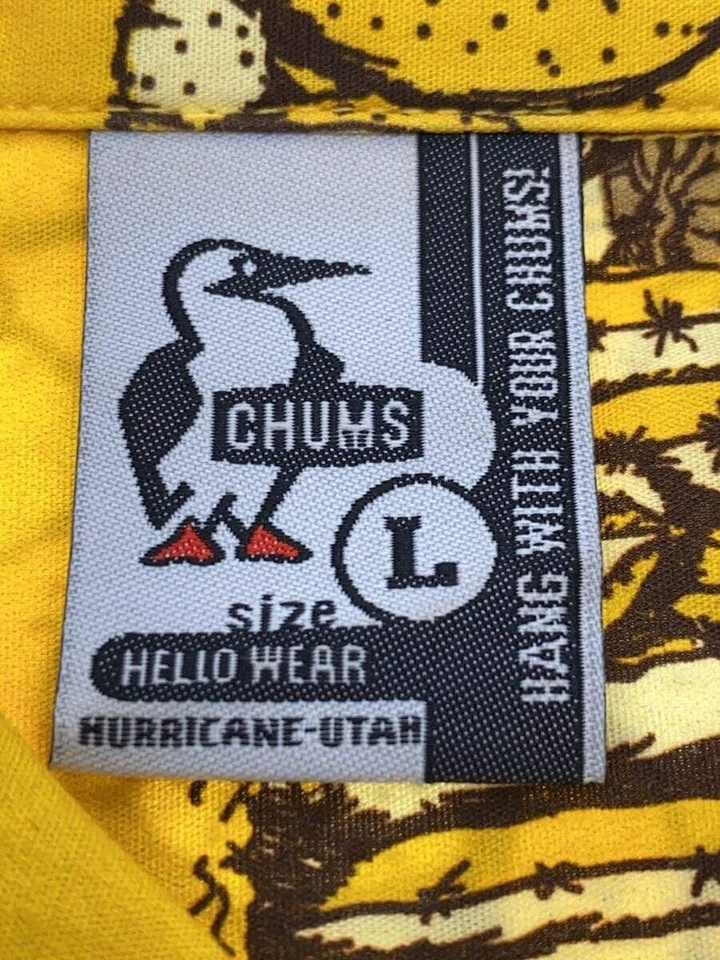 CHUMS
L
size
HELLO WEAR
HURRICANE-UTAH
HANG WITH YOUR CHUMS!